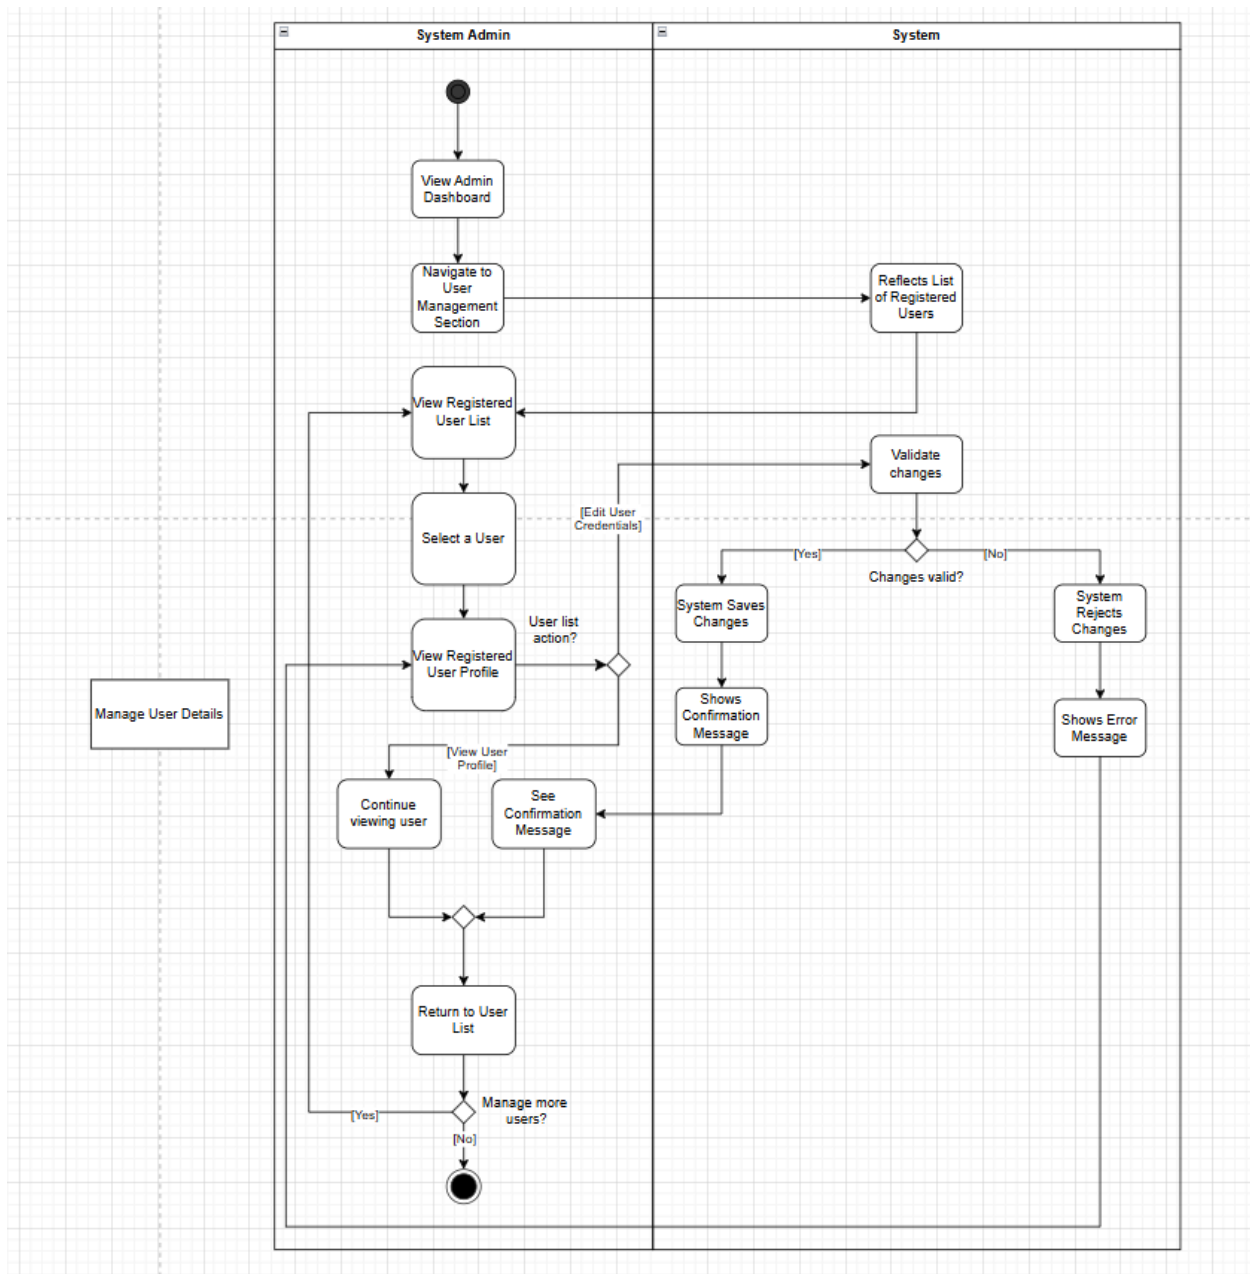 System Admin
System
View Admin
Dashboard
Navigate to
User
Management
Section
Reflects List
of Registered
Users
View Registered
User List
Validate
changes
[Edit User
Credentials]
Select a User
[Yes]
[No]
Changes valid?
System Saves
Changes
System
Rejects
Changes
User list
action?
View Registered
User Profile
Manage User Details
Shows
Confirmation
Message
Shows Error
Message
[View User
Profile]
Continue
viewing user
See
Confirmation
Message
Return to User
List
Manage more
users?
[Yes]
[No]